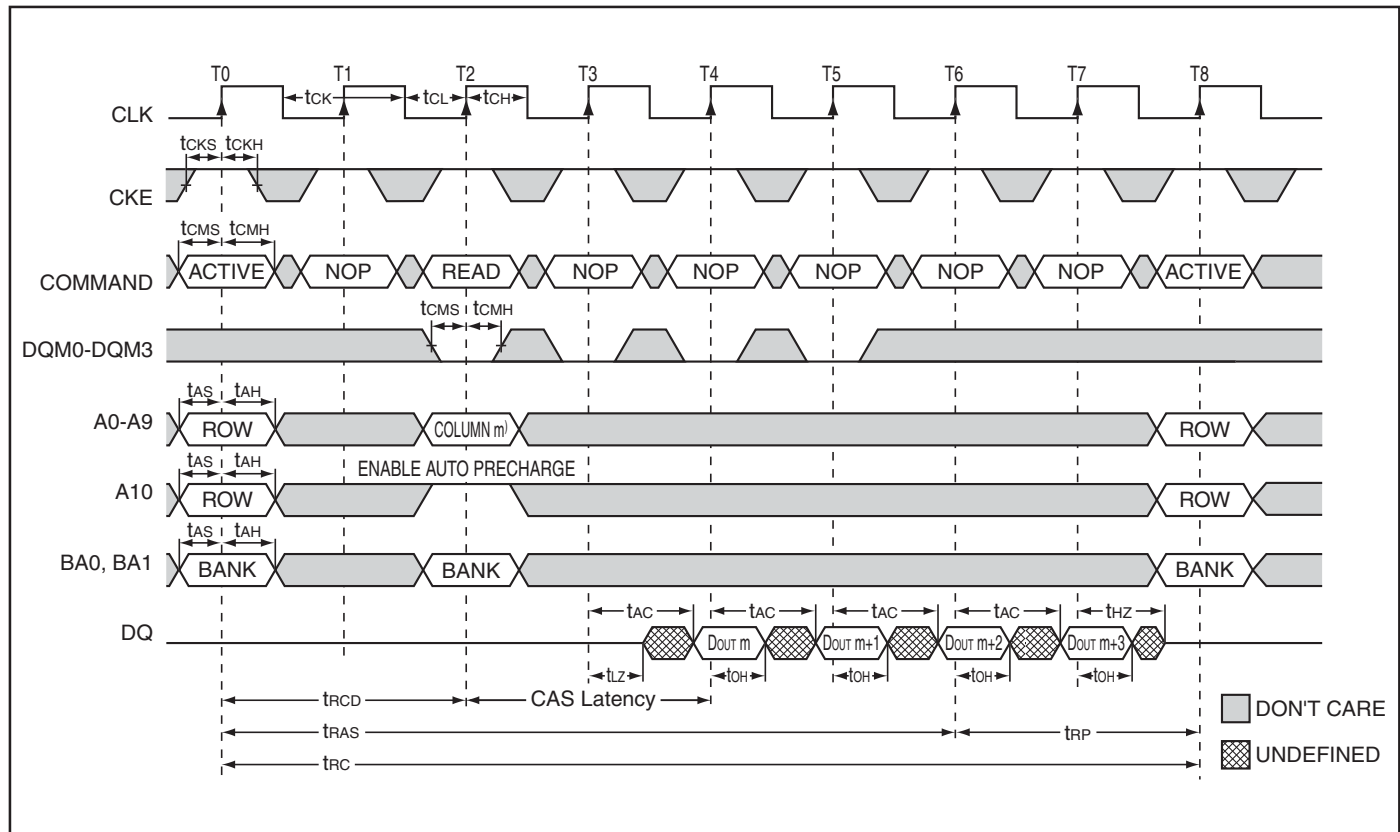 T0 T1 T2 T3 T4 T5 T6 T7 T8
tCK tCL tCH
CLK
tCKS tCKH
CKE
tCMS tCMH
COMMAND ACTIVE NOP READ NOP NOP NOP NOP NOP ACTIVE
tCMS tCMH
DQM0-DQM3
tAS tAH
A0-A9 ROW COLUMN m) ROW
tAS tAH ENABLE AUTO PRECHARGE
A10 ROW ROW
tAS tAH
BA0, BA1 BANK BANK BANK
tAC tAC tAC tAC tHZ
DQ DOUT m DOUT m+1 DOUT m+2 DOUT m+3
tLZ tOH tOH tOH tOH
tRCD CAS Latency
DON'T CARE
tRAS tRP
UNDEFINED
tRC